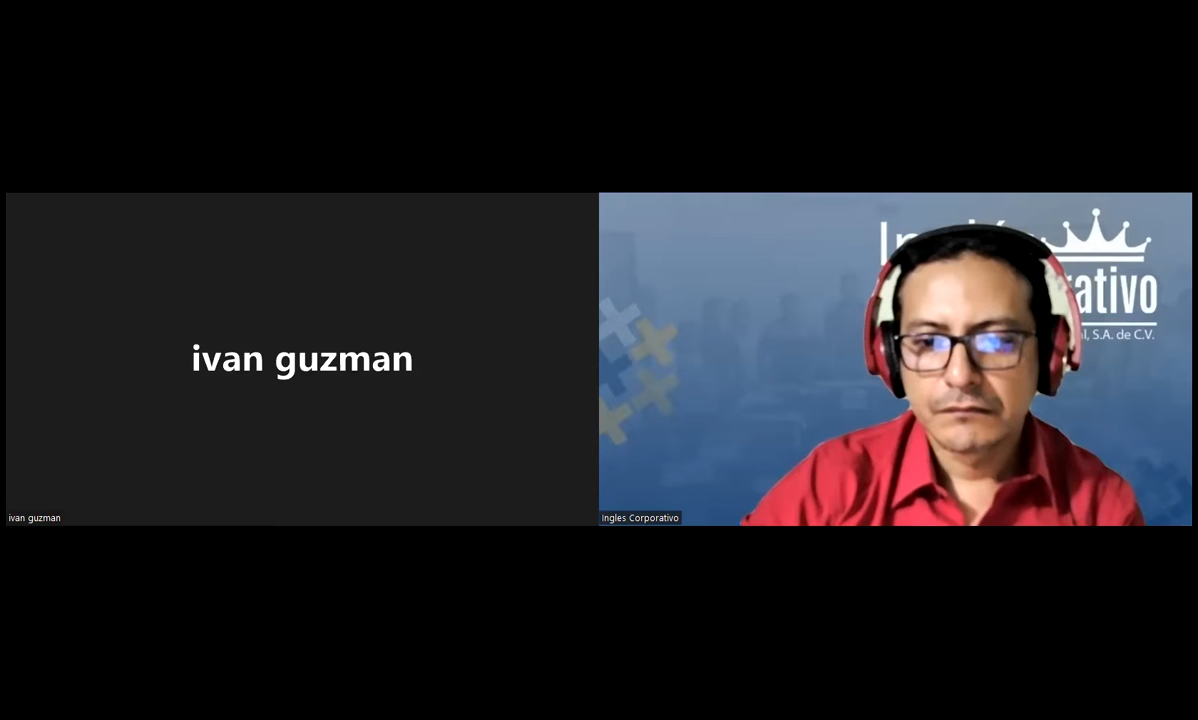 ivan guzman
ivan guzman
rativo
l, S.A. de C.V.
Ingles Corporativo